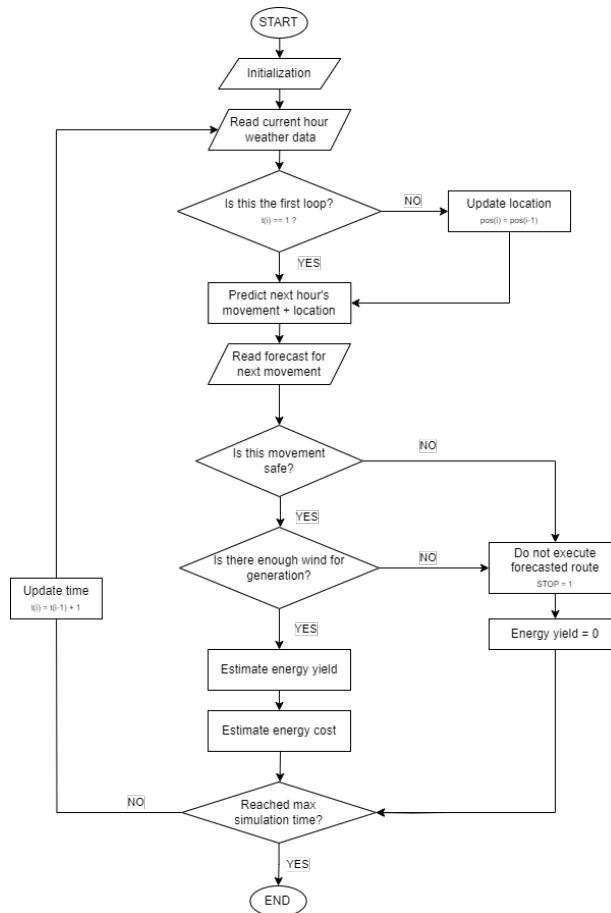 START
Initialization
Read current hour
weather data
Is this the first loop?
t(i) == 1 ?
NO
Update location
pos(i) = pos(i-1)
YES
Predict next hour's
movement + location
Read forecast for
next movement
Is this movement
safe?
NO
YES
Is there enough wind for
generation?
NO
Do not execute
forecasted route
STOP = 1
Update time
t(i) = t(i-1) + 1
YES
Energy yield = 0
Estimate energy yield
Estimate energy cost
Reached max
simulation time?
NO
YES
END